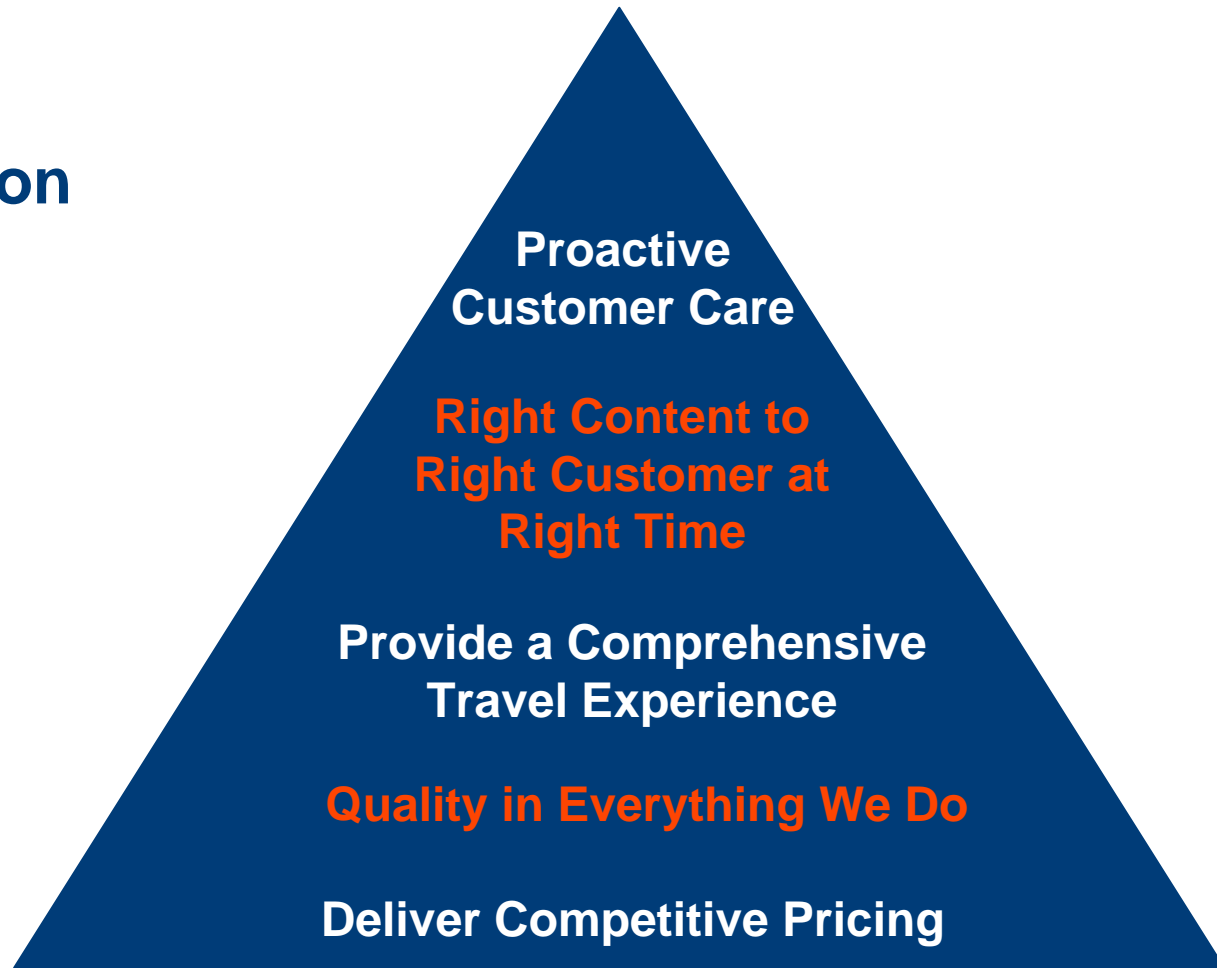 on
Proactive
Customer Care
Right Content to
Right Customer at
Right Time
Provide a Comprehensive
Travel Experience
Quality in Everything We Do
Deliver Competitive Pricing